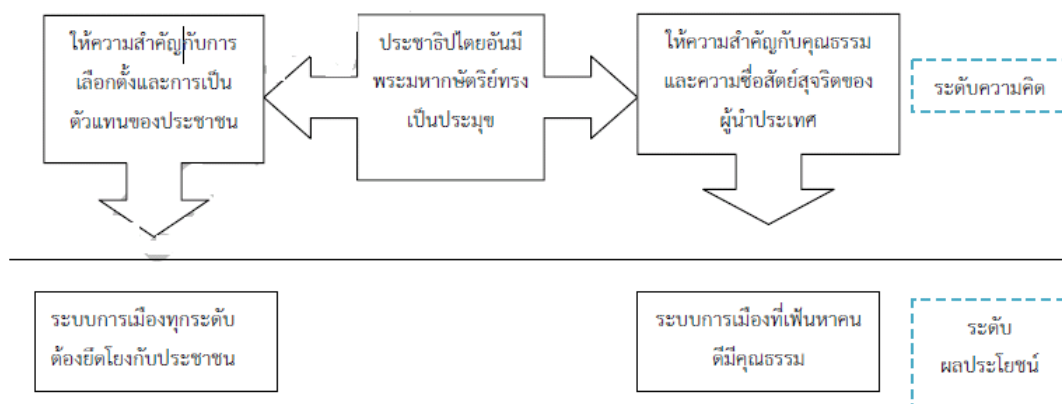 ให้ความสำคัญกับการ
เลือกตั้งและการเป็น
ตัวแทนของประชาชน
ประชาธิปไตยอันมี
พระมหากษัตริย์ทรง
เป็นประมุข
ให้ความสำคัญกับคุณธรรม
และความซื่อสัตย์สุจริตของ
ผู้นำประเทศ
ระดับความคิด
ระบบการเมืองทุกระดับ
ต้องยึดโยงกับประชาชน
ระบบการเมืองที่เฟ้นหาคน
ดีมีคุณธรรม
ระดับ
ผลประโยชน์